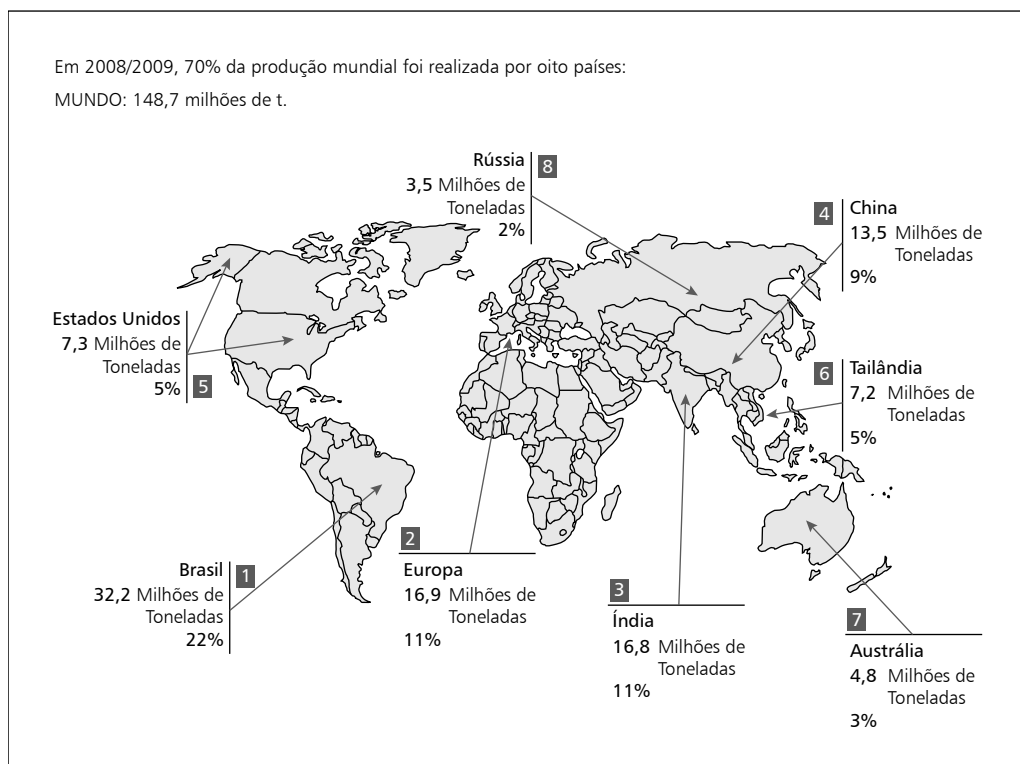 Em 2008/2009, 70% da produção mundial foi realizada por oito países:
MUNDO: 148,7 milhões de t.
Rússia
8
3,5 Milhões de
Toneladas
2%
4
China
13,5 Milhões de
Toneladas
9%
Estados Unidos
7,3 Milhões de
Toneladas
5%
5
6
Tailândia
7,2 Milhões de
Toneladas
5%
Brasil
1
32,2 Milhões de
Toneladas
22%
2
Europa
16,9 Milhões de
Toneladas
11%
3
Índia
16,8 Milhões de
Toneladas
11%
7
Austrália
4,8 Milhões de
Toneladas
3%